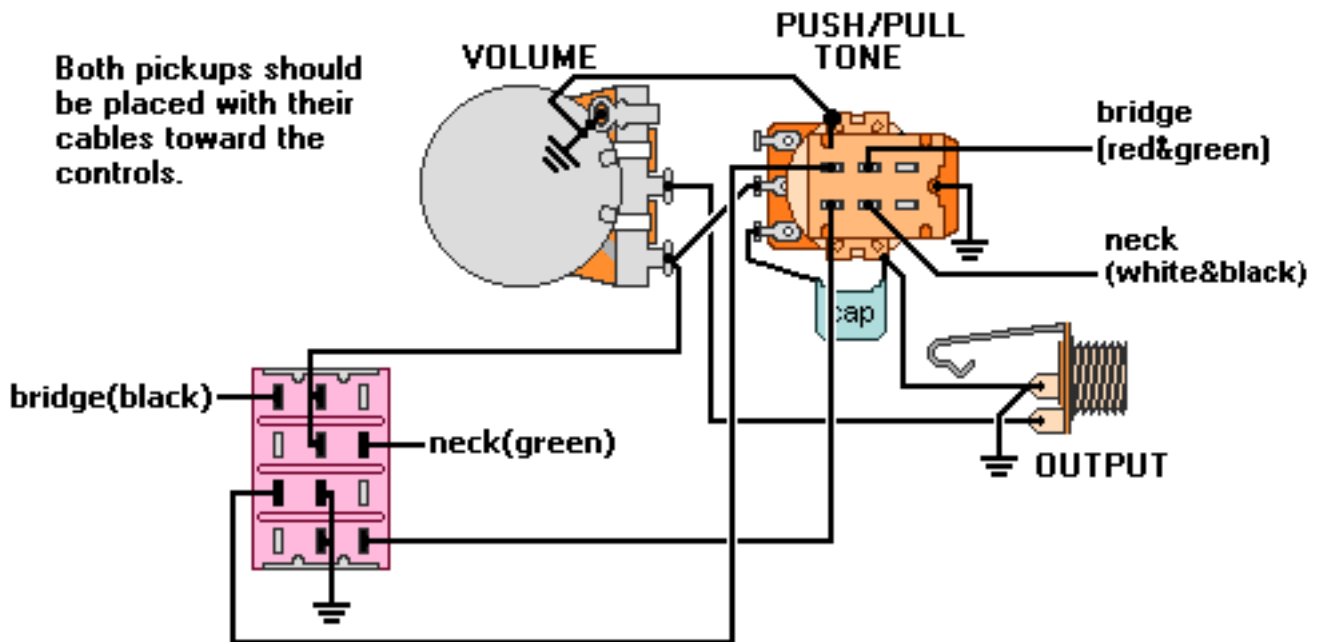 PUSH/PULL
TONE
VOLUME
Both pickups should
be placed with their
cables toward the
controls.
bridge
(red&green)
neck
(white&black)
cap
bridge(black)
neck(green)
OUTPUT